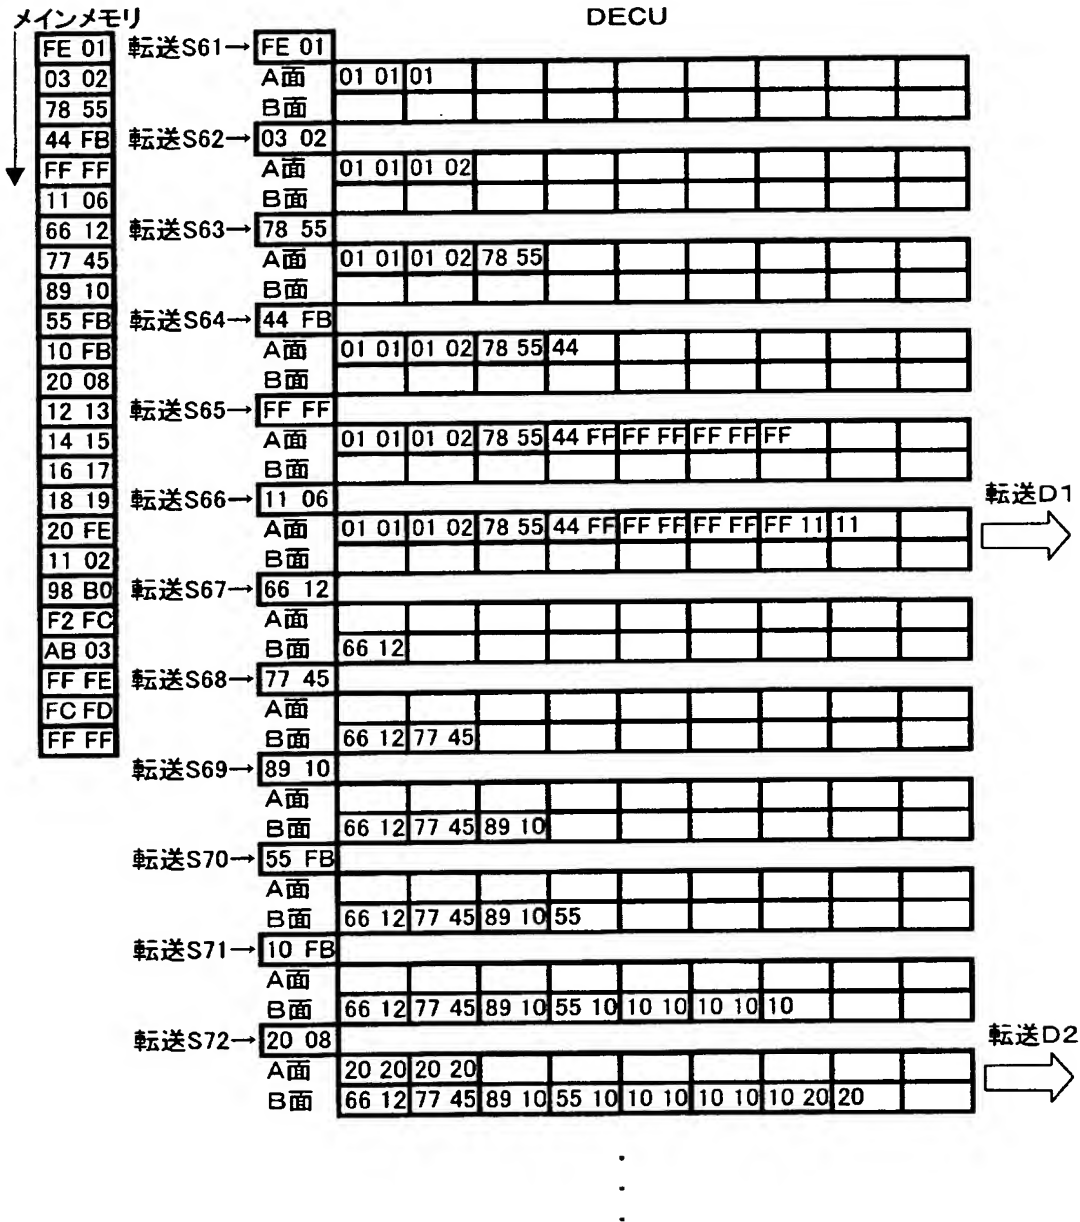 メインメモリ
DECU
FE 01
03 02
78 55
44 FB
FF FF
11 06
66 12
77 45
89 10
55 FB
10 FB
20 08
12 13
14 15
16 17
18 19
20 FE
11 02
98 B0
F2 FC
AB 03
FF FE
FC FD
FF FF
転送S61→ FE 01
A面 01 01 01
B面
転送S62→ 03 02
A面 01 01 01 02
B面
転送S63→ 78 55
A面 01 01 01 02 78 55
B面
転送S64→ 44 FB
A面 01 01 01 02 78 55 44
B面
転送S65→ FF FF
A面 01 01 01 02 78 55 44 FF FF FF FF FF FF
B面
転送S66→ 11 06
転送D1
A面 01 01 01 02 78 55 44 FF FF FF FF FF FF 11 11
B面
転送S67→ 66 12
A面
B面 66 12
転送S68→ 77 45
A面
B面 66 12 77 45
転送S69→ 89 10
A面
B面 66 12 77 45 89 10
転送S70→ 55 FB
A面
B面 66 12 77 45 89 10 55
転送S71→ 10 FB
A面
B面 66 12 77 45 89 10 55 10 10 10 10 10 10
転送S72→ 20 08
転送D2
A面 20 20 20 20
B面 66 12 77 45 89 10 55 10 10 10 10 10 10 20 20